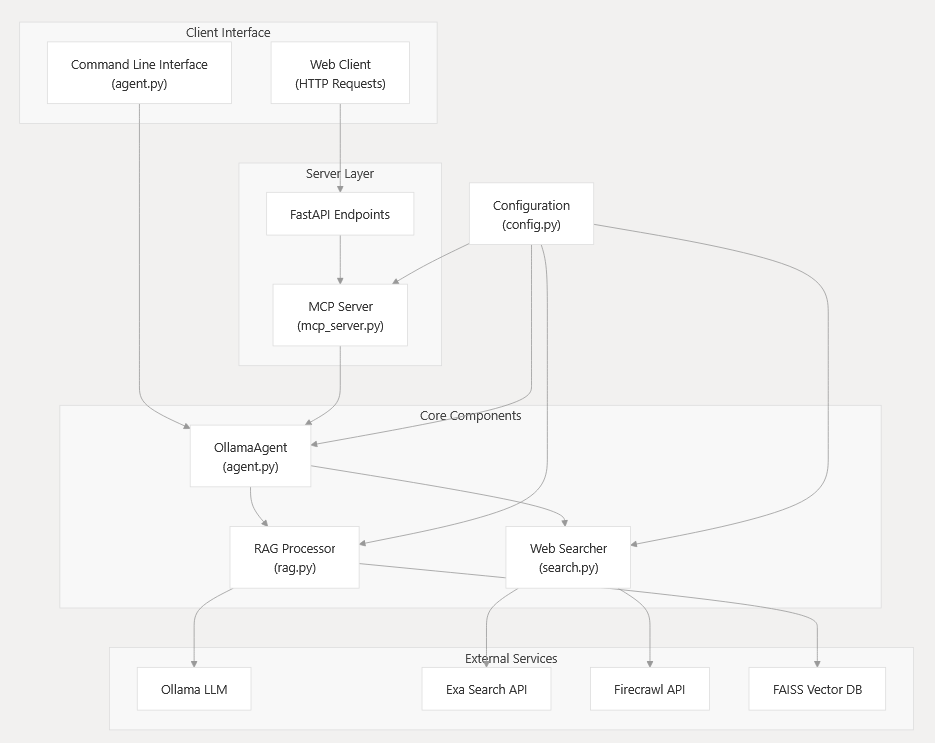 Client Interface
Command Line Interface
(agent.py)
Web Client
(HTTP Requests)
Server Layer
FastAPI Endpoints
Configuration
(config.py)
MCP Server
(mcp_server.py)
Core Components
OllamaAgent
(agent.py)
RAG Processor
(rag.py)
Web Searcher
(search.py)
External Services
Ollama LLM
Exa Search API
Firecrawl API
FAISS Vector DB